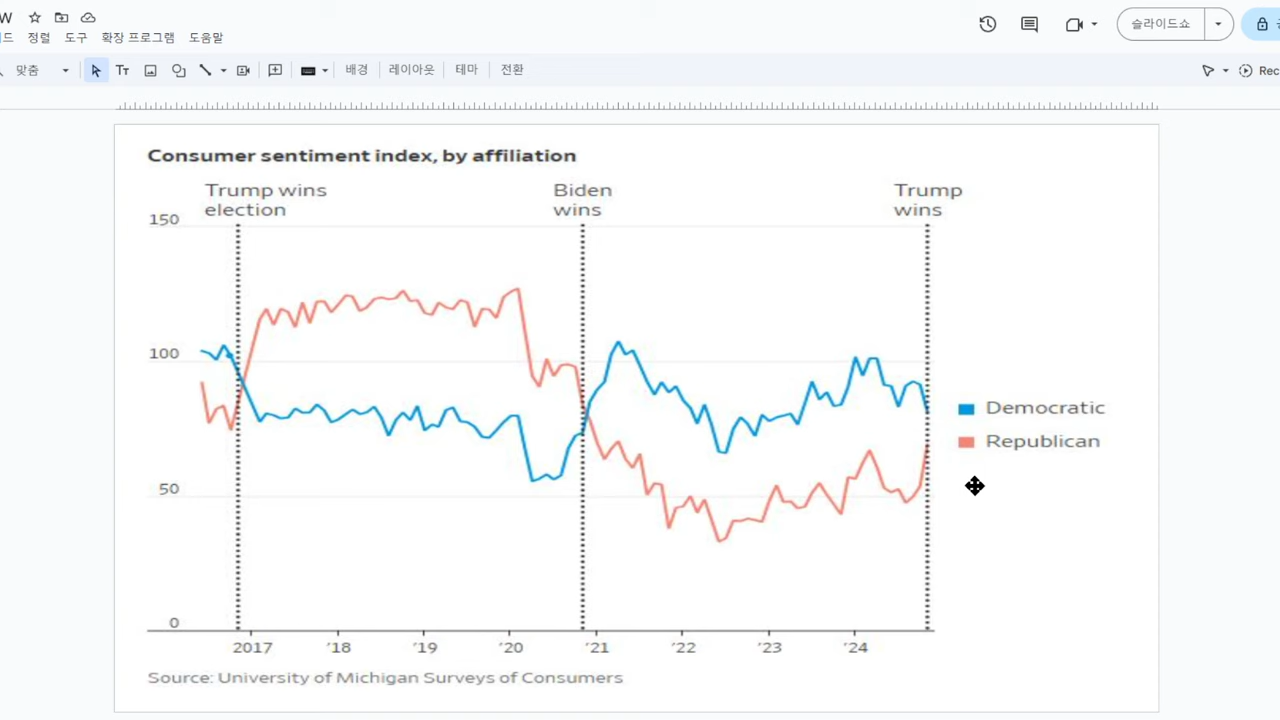 W
드 정렬 도구 확장 프로그램 도움말
슬라이드쇼
맞춤 Tт 배경 레이아웃 테마 전환 Rec
Consumer sentiment index, by affiliation
Trump wins
election
Biden
wins
Trump
wins
150
100
50
0
Democratic
Republican
2017 ’18 ’19 ’20 ’21 ’22 ’23 ’24
Source: University of Michigan Surveys of Consumers